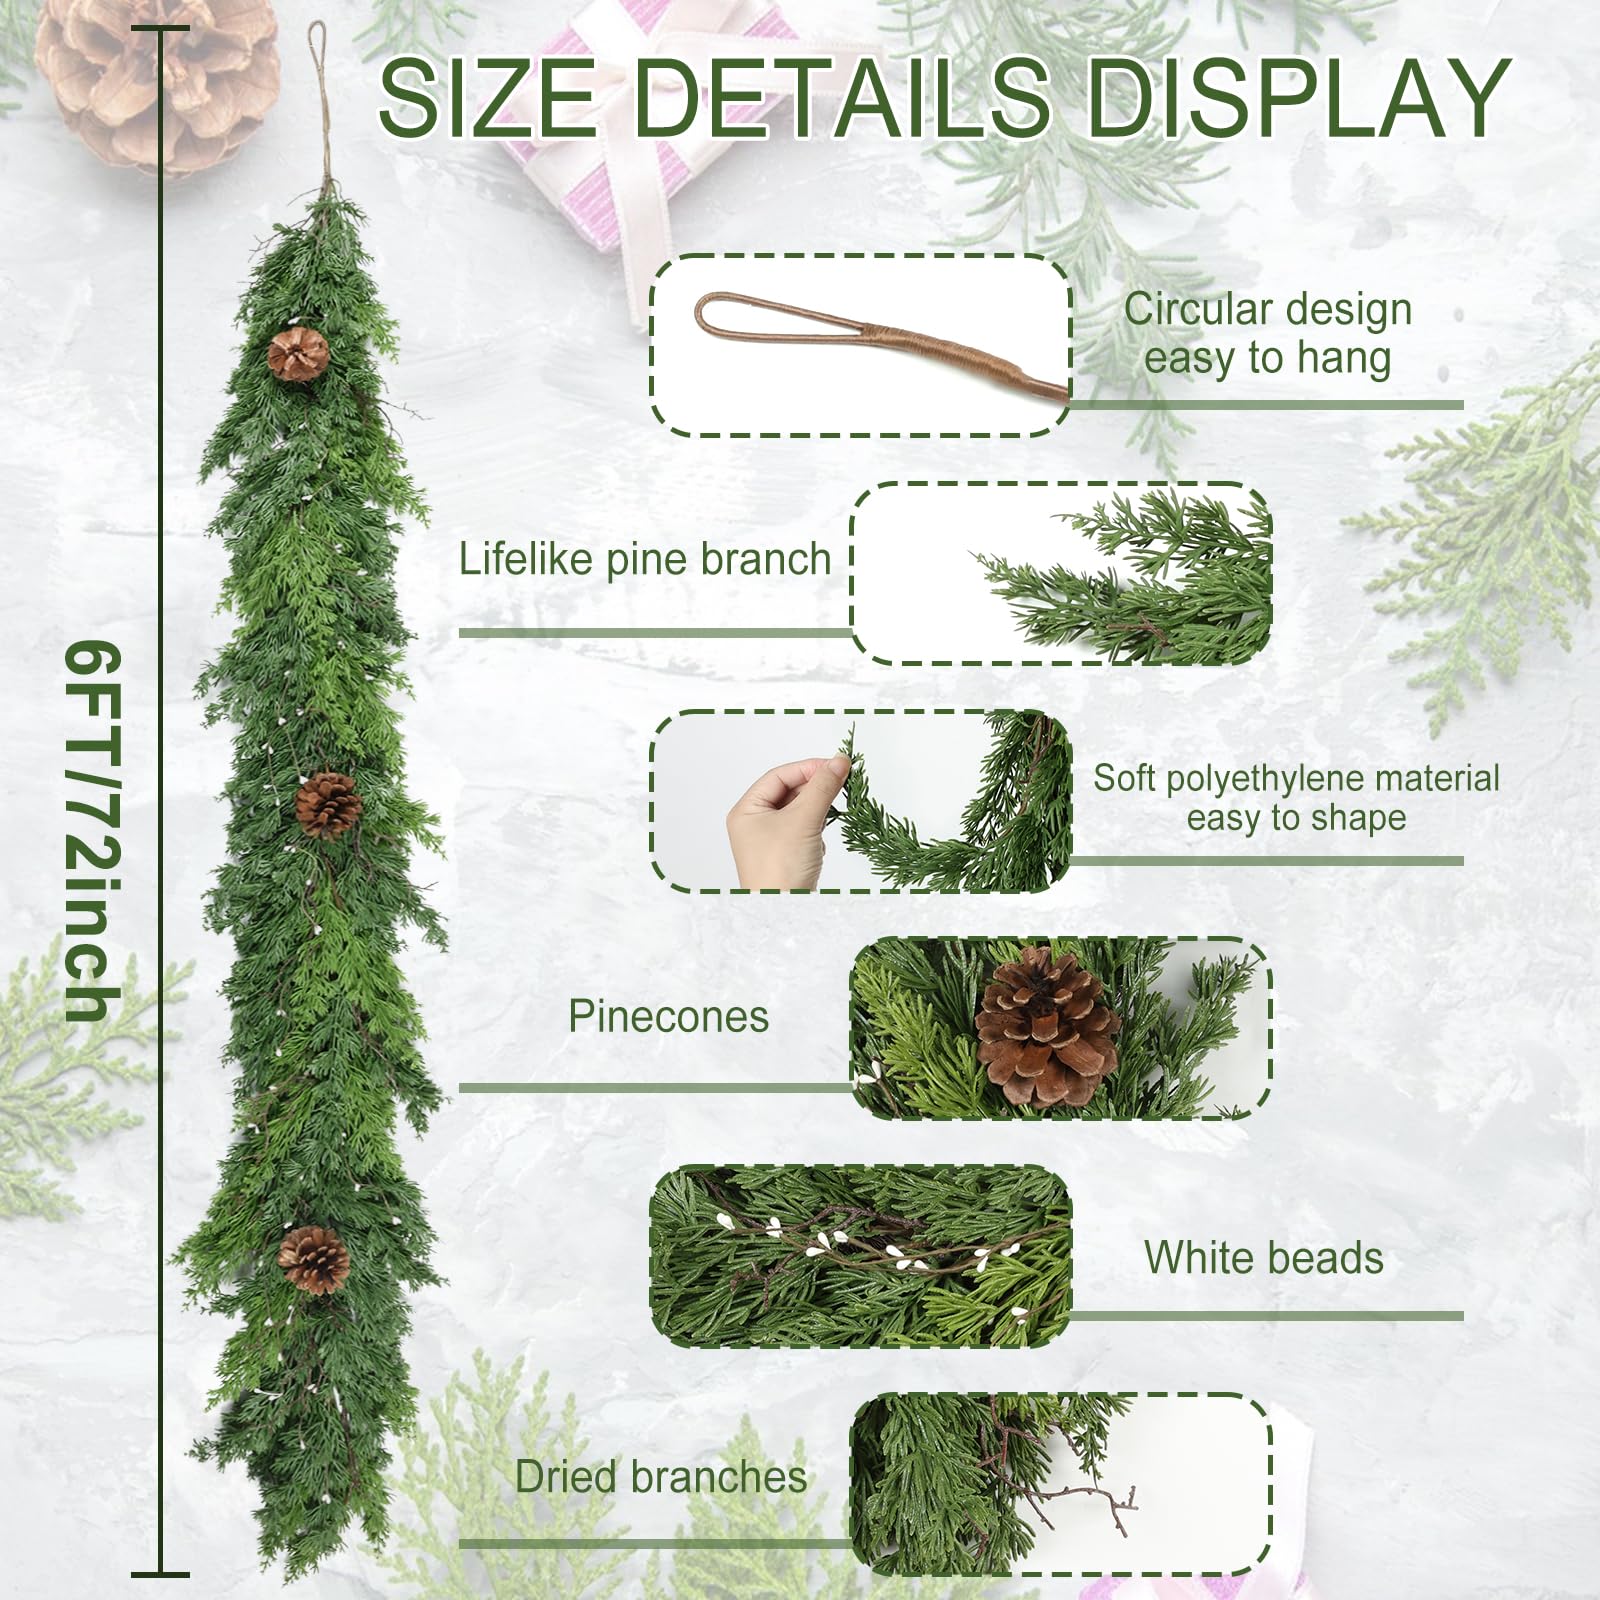 SIZE DETAILS DISPLAY
6FT/72inch
Circular design
easy to hang
Lifelike pine branch
Soft polyethylene material
easy to shape
Pinecones
White beads
Dried branches